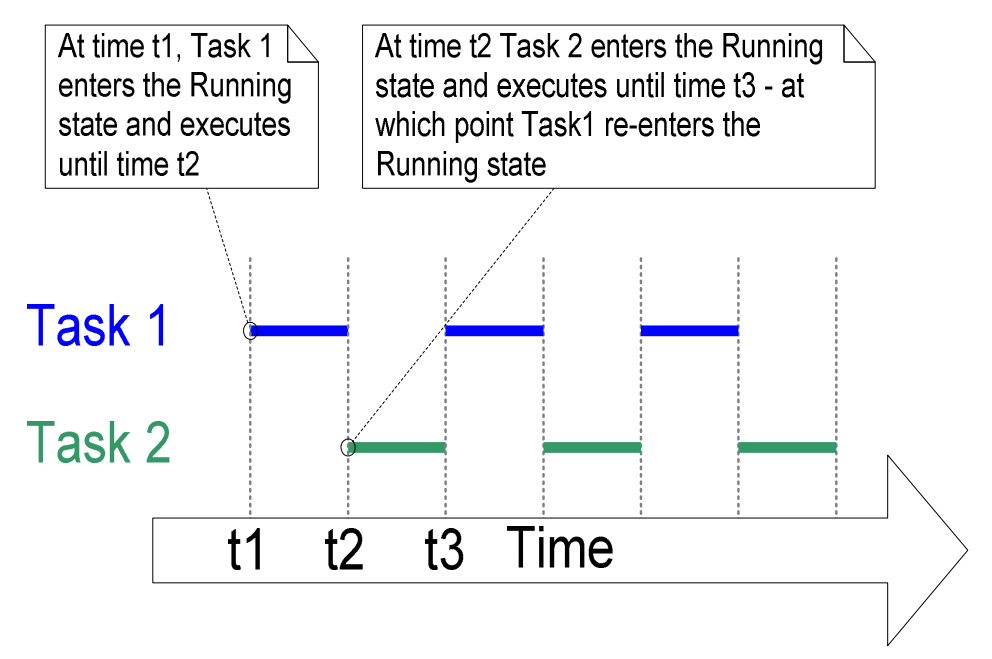 At time t1, Task 1
enters the Running
state and executes
until time t2
At time t2 Task 2 enters the Running
state and executes until time t3 - at
which point Task1 re-enters the
Running state
Task 1
Task 2
t1 t2 t3 Time